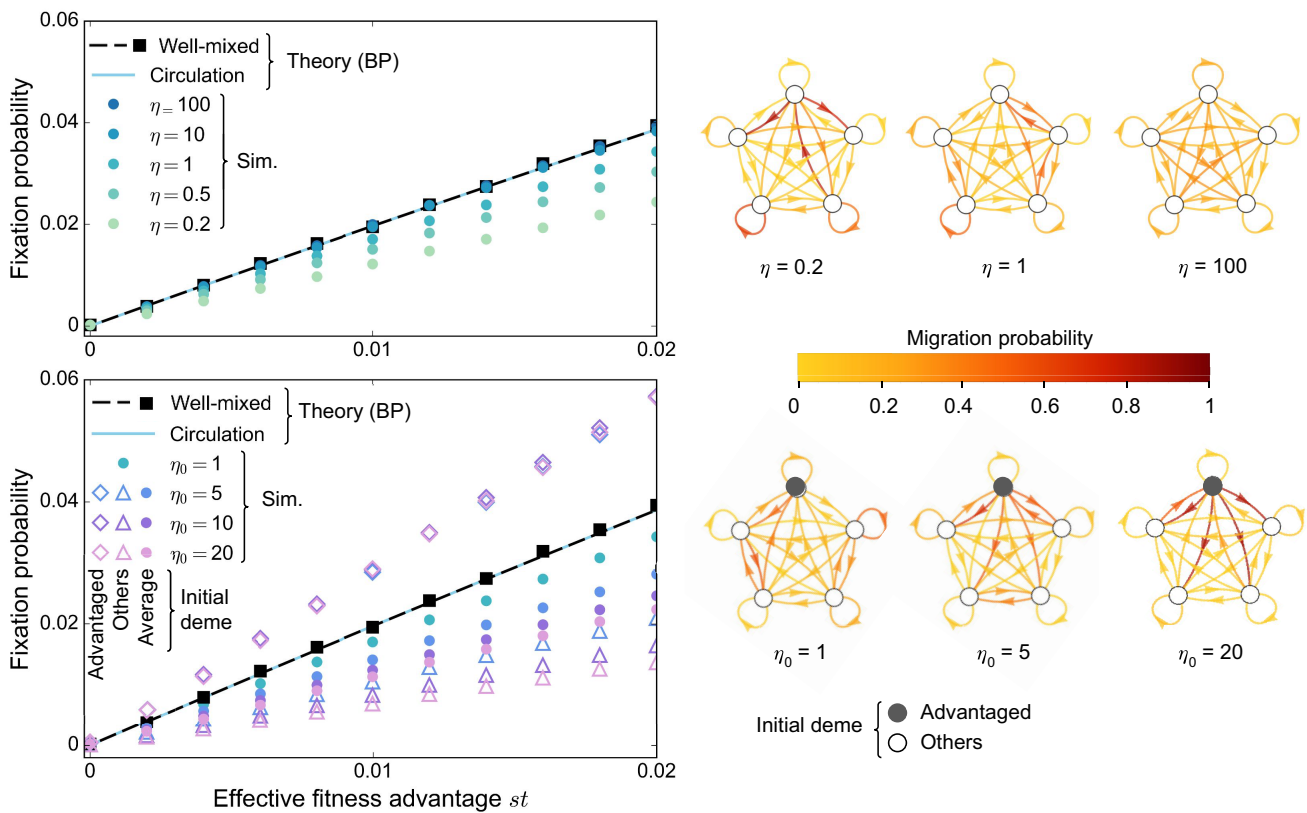 0.06
0.04
0.02
0
0
0.01
0.02
Fixation probability
Well-mixed
Circulation
Theory (BP)
η = 100
η = 10
η = 1
η = 0.5
η = 0.2
Sim.
η = 0.2
η = 1
η = 100
Migration probability
0
0.2
0.4
0.6
0.8
1
0.06
0.04
0.02
0
0
0.01
0.02
Fixation probability
Effective fitness advantage st
Well-mixed
Circulation
Theory (BP)
η₀ = 1
η₀ = 5
η₀ = 10
η₀ = 20
Sim.
Advantaged
Others
Average
Initial
deme
η₀ = 1
η₀ = 5
η₀ = 20
Initial deme
Advantaged
Others